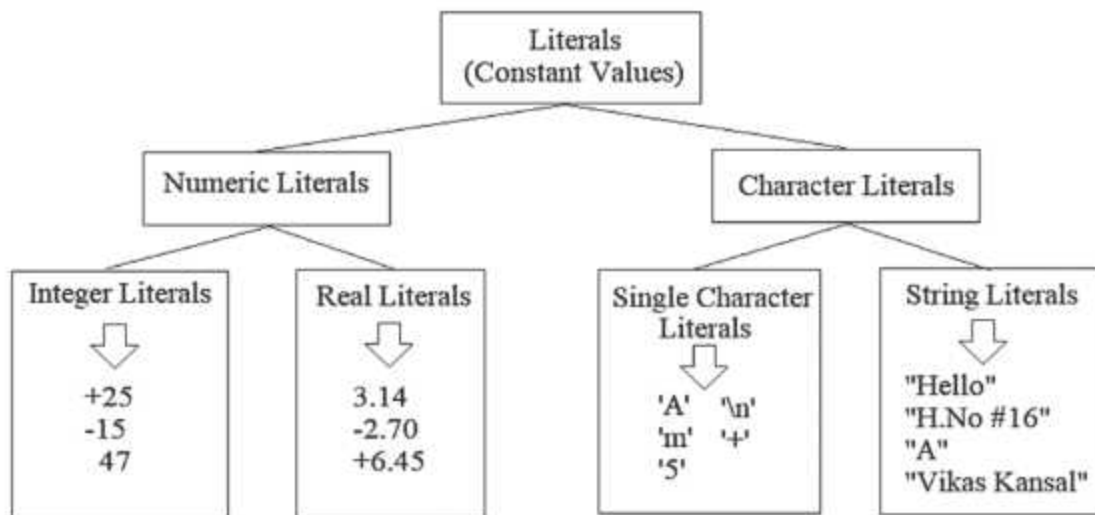 Literals
(Constant Values)
Numeric Literals
Character Literals
Integer Literals
+25
-15
47
Real Literals
3.14
-2.70
+6.45
Single Character
Literals
'A' '\n'
'm' '+'
'5'
String Literals
"Hello"
"H.No #16"
"A"
"Vikas Kansal"